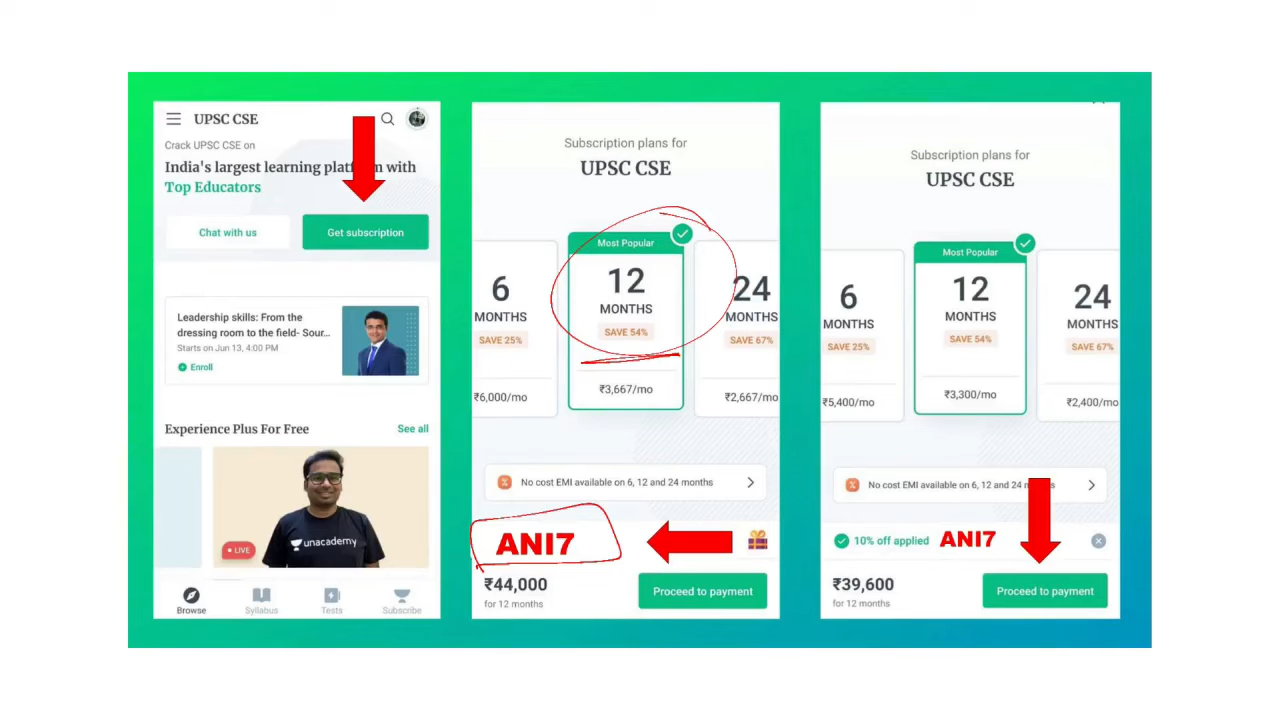 UPSC CSE
Crack UPSC CSE on
India's largest learning platform with
Top Educators
Chat with us
Get subscription
Leadership skills: From the
dressing room to the field- Sour...
Starts on Jun 13, 4:00 PM
Enroll
Experience Plus For Free
See all
unacademy
LIVE
Browse
Syllabus
Tests
Subscribe
Subscription plans for
UPSC CSE
6
MONTHS
SAVE 25%
₹6,000/mo
Most Popular
12
MONTHS
SAVE 54%
₹3,667/mo
24
MONTHS
SAVE 67%
₹2,667/mo
No cost EMI available on 6, 12 and 24 months
ANI7
₹44,000
for 12 months
Proceed to payment
Subscription plans for
UPSC CSE
6
MONTHS
SAVE 25%
₹5,400/mo
Most Popular
12
MONTHS
SAVE 54%
₹3,300/mo
24
MONTHS
SAVE 67%
₹2,400/mo
No cost EMI available on 6, 12 and 24 months
10% off applied
ANI7
₹39,600
for 12 months
Proceed to payment